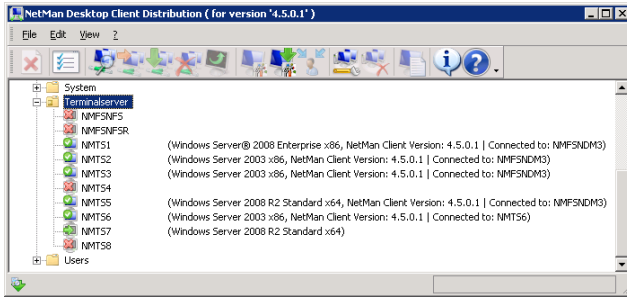 NetMan Desktop Client Distribution ( for version '4.5.0.1' )
File Edit View ?
System
Terminalserver
NMFSNFS
NMFSNFSR
NMTS1 (Windows Server® 2008 Enterprise x86, NetMan Client Version: 4.5.0.1 | Connected to: NMFSNDM3)
NMTS2 (Windows Server 2003 x86, NetMan Client Version: 4.5.0.1 | Connected to: NMFSNDM3)
NMTS3 (Windows Server 2003 x86, NetMan Client Version: 4.5.0.1 | Connected to: NMFSNDM3)
NMTS4
NMTS5 (Windows Server 2008 R2 Standard x64, NetMan Client Version: 4.5.0.1 | Connected to: NMFSNDM3)
NMTS6 (Windows Server 2003 x86, NetMan Client Version: 4.5.0.1 | Connected to: NMTS6)
NMTS7 (Windows Server 2008 R2 Standard x64)
NMTS8
Users